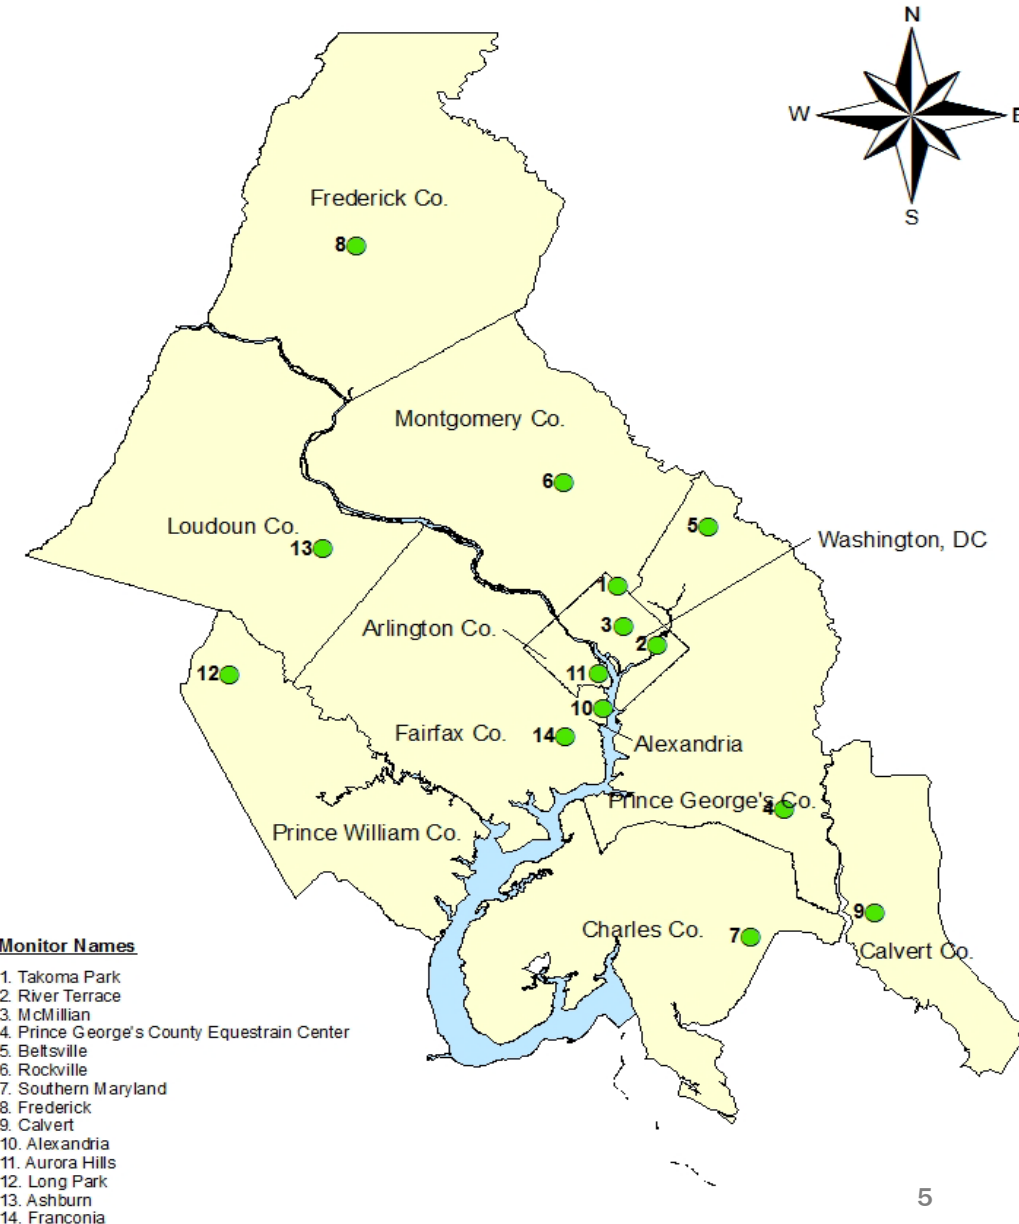 N
W
E
S
Frederick Co.
8
Montgomery Co.
6
Loudoun Co.
13
5
Washington, DC
1
3
2
Arlington Co.
11
12
10
Fairfax Co.
14
Alexandria
Prince George's Co.
4
Prince William Co.
9
Charles Co.
7
Calvert Co.
Monitor Names
1. Takoma Park
2. River Terrace
3. McMillian
4. Prince George's County Equestrain Center
5. Beltsville
6. Rockville
7. Southern Maryland
8. Frederick
9. Calvert
10. Alexandria
11. Aurora Hills
12. Long Park
13. Ashburn
14. Franconia
5